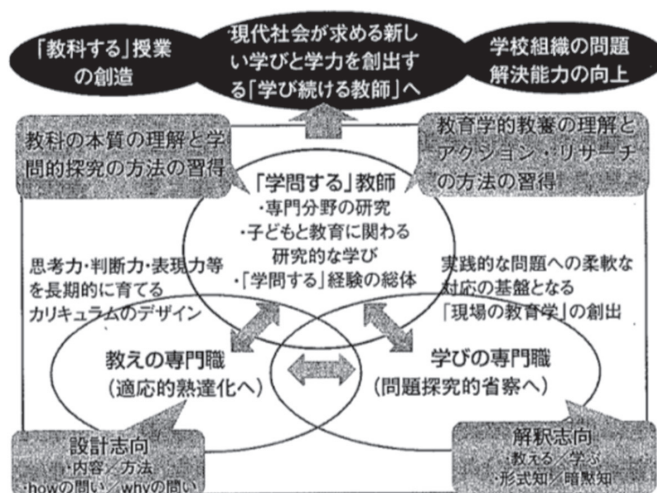 「教科する」授業
の創造
現代社会が求める新し
い学びと学力を創出す
る「学び続ける教師」へ
学校組織の問題
解決能力の向上
教科の本質の理解と学
問的探究の方法の習得
教育学的教養の理解と
アクション・リサーチ
の方法の習得
「学問する」教師
・専門分野の研究
・子どもと教育に関わる
研究的な学び
・「学問する」経験の総体
思考力・判断力・表現力等
を長期的に育てる
カリキュラムのデザイン
実践的な問題への柔軟な
対応の基盤となる
「現場の教育学」の創出
教えの専門職
(適応的熟達化へ)
学びの専門職
(問題探究的省察へ)
設計志向
・内容／方法
・howの問い／whyの問い
解釈志向
・教える／学ぶ
・形式知／暗黙知